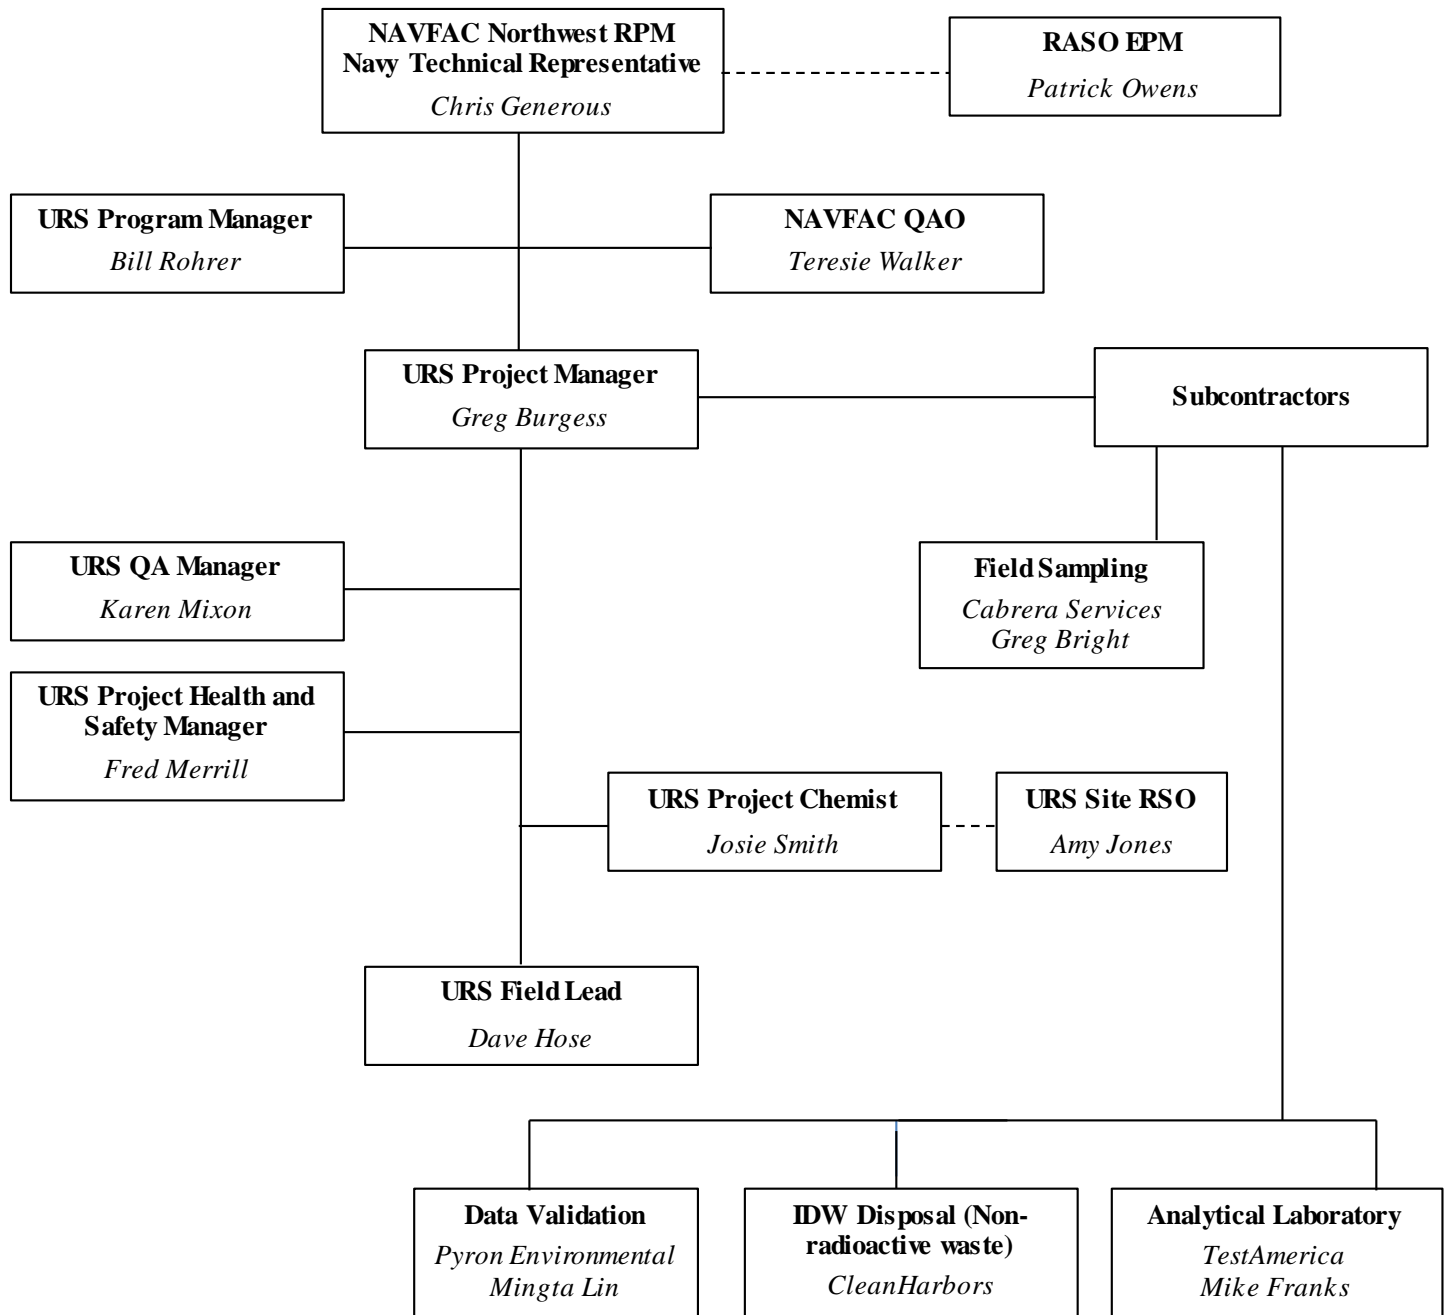 NAVFAC Northwest RPM
Navy Technical Representative
Chris Generous
RASO EPM
Patrick Owens
URS Program Manager
Bill Rohrer
NAVFAC QAO
Teresie Walker
URS Project Manager
Greg Burgess
Subcontractors
URS QA Manager
Karen Mixon
Field Sampling
Cabrera Services
Greg Bright
URS Project Health and
Safety Manager
Fred Merrill
URS Project Chemist
Josie Smith
URS Site RSO
Amy Jones
URS Field Lead
Dave Hose
Data Validation
Pyron Environmental
Mingta Lin
IDW Disposal (Non-
radioactive waste)
CleanHarbors
Analytical Laboratory
TestAmerica
Mike Franks